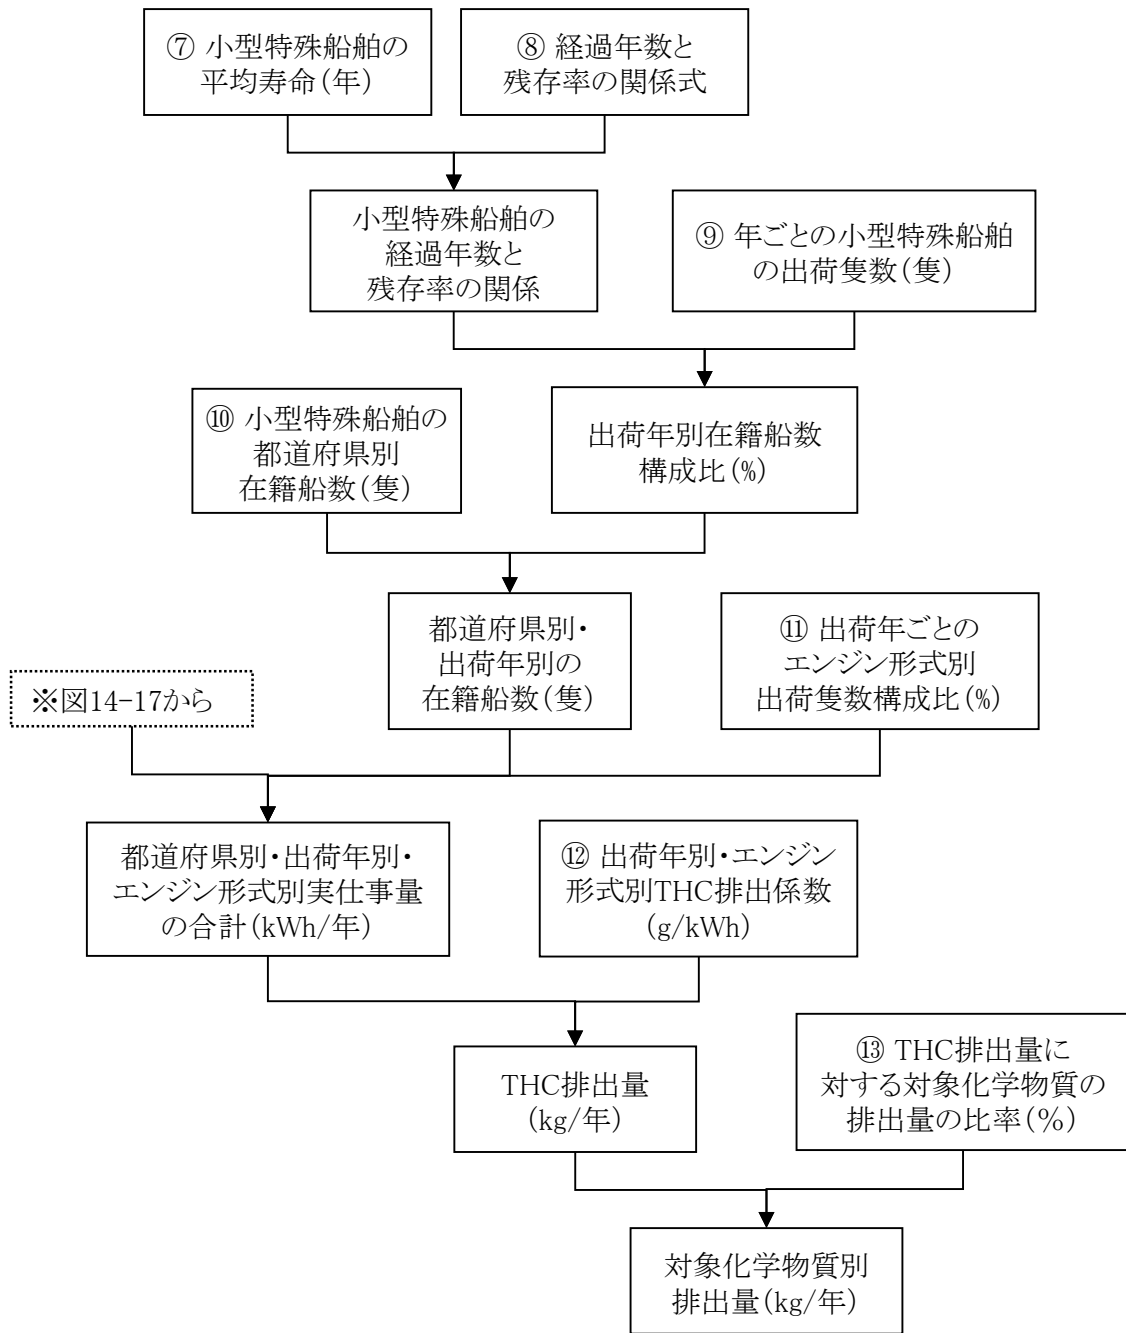 ⑦ 小型特殊船舶の
平均寿命(年)
⑧ 経過年数と
残存率の関係式
小型特殊船舶の
経過年数と
残存率の関係
⑨ 年ごとの小型特殊船舶
の出荷隻数(隻)
⑩ 小型特殊船舶の
都道府県別
在籍船数(隻)
出荷年別在籍船数
構成比(%)
都道府県別・
出荷年別の
在籍船数(隻)
⑪ 出荷年ごとの
エンジン形式別
出荷隻数構成比(%)
※図14-17から
都道府県別・出荷年別・
エンジン形式別実仕事量
の合計(kWh/年)
⑫ 出荷年別・エンジン
形式別THC排出係数
(g/kWh)
THC排出量
(kg/年)
⑬ THC排出量に
対する対象化学物質の
排出量の比率(%)
対象化学物質別
排出量(kg/年)